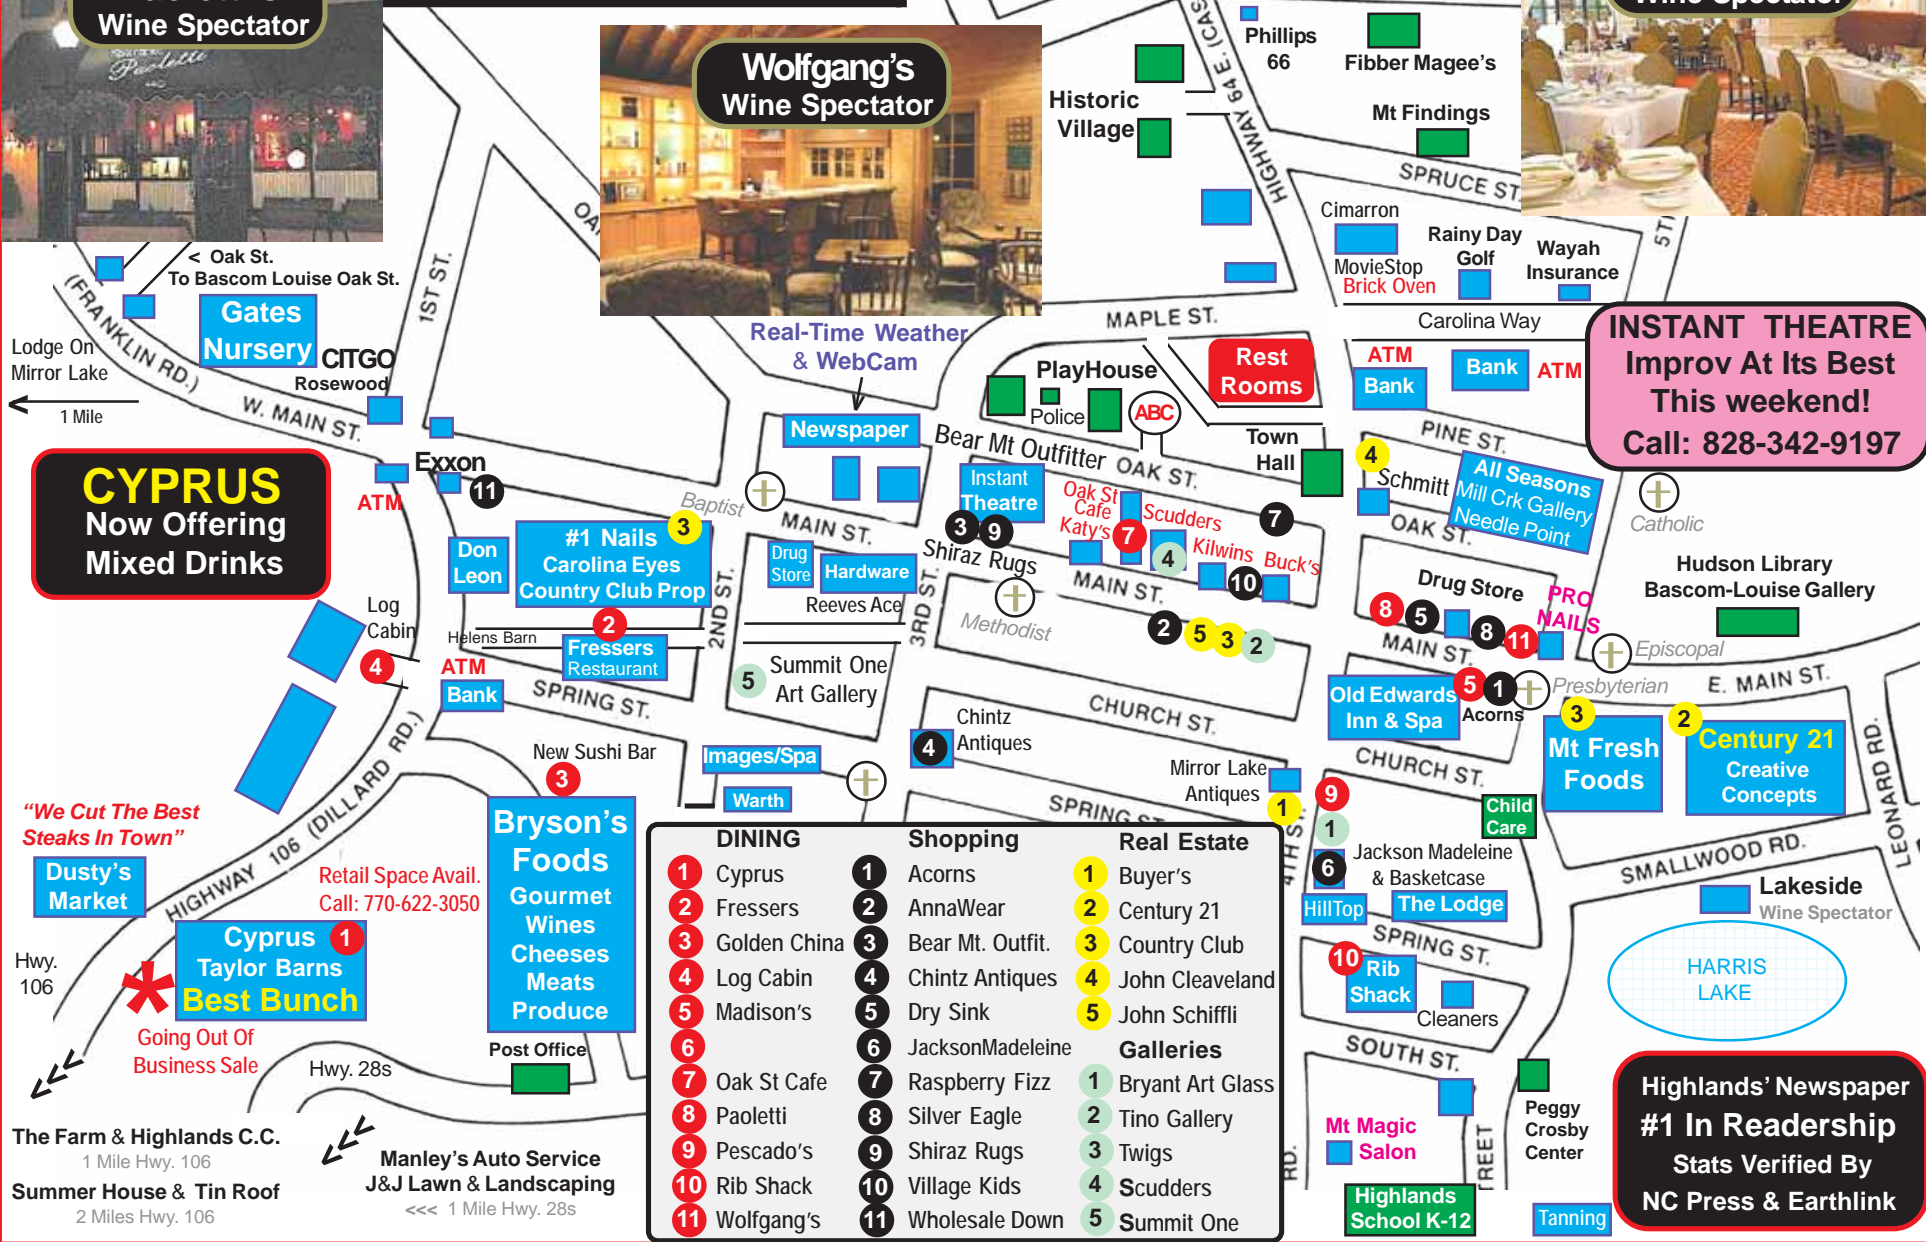 Wine Spectator
Paoletti
Wolfgang's
Wine Spectator
Wine Spectator
Phillips
66
Fibber Magee's
Historic
Village
Mt Findings
HIGHWAY 64 E. (CAS
SPRUCE ST.
5T
Cimarron
MovieStop
Brick Oven
Rainy Day
Golf
Wayah
Insurance
Carolina Way
INSTANT THEATRE
Improv At Its Best
This weekend!
Call: 828-342-9197
< Oak St.
To Bascom Louise Oak St.
(FRANKLIN RD.)
Gates
Nursery
1ST ST.
OA
CITGO
Rosewood
Lodge On
Mirror Lake
1 Mile
W. MAIN ST.
Real-Time Weather
& WebCam
Newspaper
MAPLE ST.
PlayHouse
Police
ABC
Rest
Rooms
Town
Hall
ATM
Bank
Bank
ATM
PINE ST.
CYPRUS
Now Offering
Mixed Drinks
Exxon
ATM
11
Baptist
MAIN ST.
Bear Mt Outfitter
OAK ST.
Instant
Theatre
3
9
Shiraz Rugs
Oak St
Cafe
Katy's
7
Scudders
4
Kilwins
10
Buck's
7
4
Schmitt
All Seasons
Mill Crk Gallery
Needle Point
OAK ST.
Catholic
Hudson Library
Bascom-Louise Gallery
Don
Leon
#1 Nails
3
Carolina Eyes
Country Club Prop
2ND ST.
Drug
Store
Hardware
Reeves Ace
3RD ST.
Methodist
MAIN ST.
2
5
3
2
Drug Store
PRO
NAILS
8
5
8
11
MAIN ST.
Episcopal
Presbyterian
E. MAIN ST.
Log
Cabin
4
Helens Barn
2
Fressers
Restaurant
ATM
Bank
SPRING ST.
5
Summit One
Art Gallery
CHURCH ST.
Old Edwards
Inn & Spa
5
1
Acorns
3
Mt Fresh
Foods
2
Century 21
Creative
Concepts
LEONARD RD.
4
Chintz
Antiques
CHURCH ST.
New Sushi Bar
3
Images/Spa
Warth
Mirror Lake
Antiques
1
SPRING ST
4TH ST.
9
1
6
Child
Care
Jackson Madeleine
& Basketcase
SMALLWOOD RD.
"We Cut The Best
Steaks In Town"
Dusty's
Market
HIGHWAY 106 (DILLARD RD.)
Retail Space Avail.
Call: 770-622-3050
Bryson's
Foods
Gourmet
Wines
Cheeses
Meats
Produce
HillTop
The Lodge
SPRING ST.
Lakeside
Wine Spectator
HARRIS
LAKE
Hwy.
106
Cyprus
1
Taylor Barns
Best Bunch
*
Going Out Of
Business Sale
10
Rib
Shack
Cleaners
SOUTH ST.
Post Office
Hwy. 28s
The Farm & Highlands C.C.
1 Mile Hwy. 106
Summer House & Tin Roof
2 Miles Hwy. 106
Manley's Auto Service
J&J Lawn & Landscaping
<<< 1 Mile Hwy. 28s
DINING
1 Cyprus
2 Fressers
3 Golden China
4 Log Cabin
5 Madison's
6
7 Oak St Cafe
8 Paoletti
9 Pescado's
10 Rib Shack
11 Wolfgang's
Shopping
1 Acorns
2 AnnaWear
3 Bear Mt. Outfit.
4 Chintz Antiques
5 Dry Sink
6 JacksonMadeleine
7 Raspberry Fizz
8 Silver Eagle
9 Shiraz Rugs
10 Village Kids
11 Wholesale Down
Real Estate
1 Buyer's
2 Century 21
3 Country Club
4 John Cleaveland
5 John Schiffli
Galleries
1 Bryant Art Glass
2 Tino Gallery
3 Twigs
4 Scudders
5 Summit One
RD.
Mt Magic
Salon
Highlands
School K-12
TREET
Peggy
Crosby
Center
Tanning
Highlands' Newspaper
#1 In Readership
Stats Verified By
NC Press & Earthlink